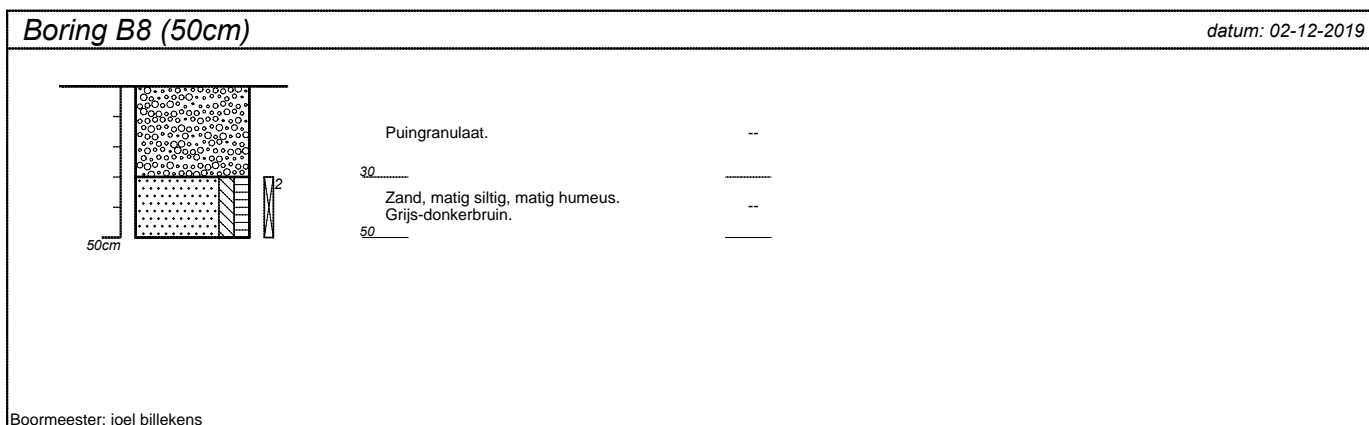 Boring B8 (50cm)
datum: 02-12-2019
Puingranulaat.
--
30
2
Zand, matig siltig, matig humeus.
Grijs-donkerbruin.
--
50
50cm
Boormeester: joel billekens